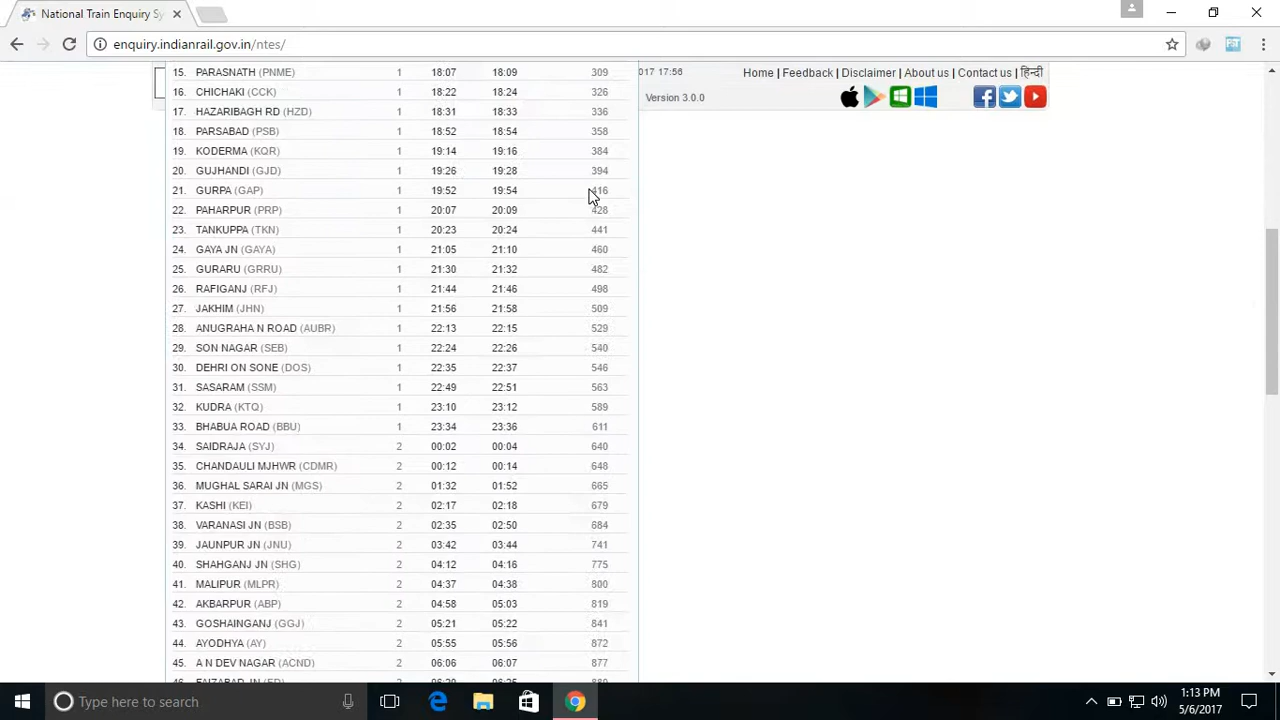 National Train Enquiry Sy
enquiry.indianrail.gov.in/ntes/
017 17:56
Home | Feedback | Disclaimer | About us | Contact us | हिन्दी
Version 3.0.0
15. PARASNATH (PNME) 1 18:07 18:09 309
16. CHICHAKI (CCK) 1 18:22 18:24 326
17. HAZARIBAGH RD (HZD) 1 18:31 18:33 336
18. PARSABAD (PSB) 1 18:52 18:54 358
19. KODERMA (KQR) 1 19:14 19:16 384
20. GUJHANDI (GJD) 1 19:26 19:28 394
21. GURPA (GAP) 1 19:52 19:54 416
22. PAHARPUR (PRP) 1 20:07 20:09 428
23. TANKUPPA (TKN) 1 20:23 20:24 441
24. GAYA JN (GAYA) 1 21:05 21:10 460
25. GURARU (GRRU) 1 21:30 21:32 482
26. RAFIGANJ (RFJ) 1 21:44 21:46 498
27. JAKHIM (JHN) 1 21:56 21:58 509
28. ANUGRAHA N ROAD (AUBR) 1 22:13 22:15 529
29. SON NAGAR (SEB) 1 22:24 22:26 540
30. DEHRI ON SONE (DOS) 1 22:35 22:37 546
31. SASARAM (SSM) 1 22:49 22:51 563
32. KUDRA (KTQ) 1 23:10 23:12 589
33. BHABUA ROAD (BBU) 1 23:34 23:36 611
34. SAIDRAJA (SYJ) 2 00:02 00:04 640
35. CHANDAULI MJHWR (CDMR) 2 00:12 00:14 648
36. MUGHAL SARAI JN (MGS) 2 01:32 01:52 665
37. KASHI (KEI) 2 02:17 02:18 679
38. VARANASI JN (BSB) 2 02:35 02:50 684
39. JAUNPUR JN (JNU) 2 03:42 03:44 741
40. SHAHGANJ JN (SHG) 2 04:12 04:16 775
41. MALIPUR (MLPR) 2 04:37 04:38 800
42. AKBARPUR (ABP) 2 04:58 05:03 819
43. GOSHAINGANJ (GGJ) 2 05:21 05:22 841
44. AYODHYA (AY) 2 05:55 05:56 872
45. A N DEV NAGAR (ACND) 2 06:06 06:07 877
Type here to search
1:13 PM
5/6/2017